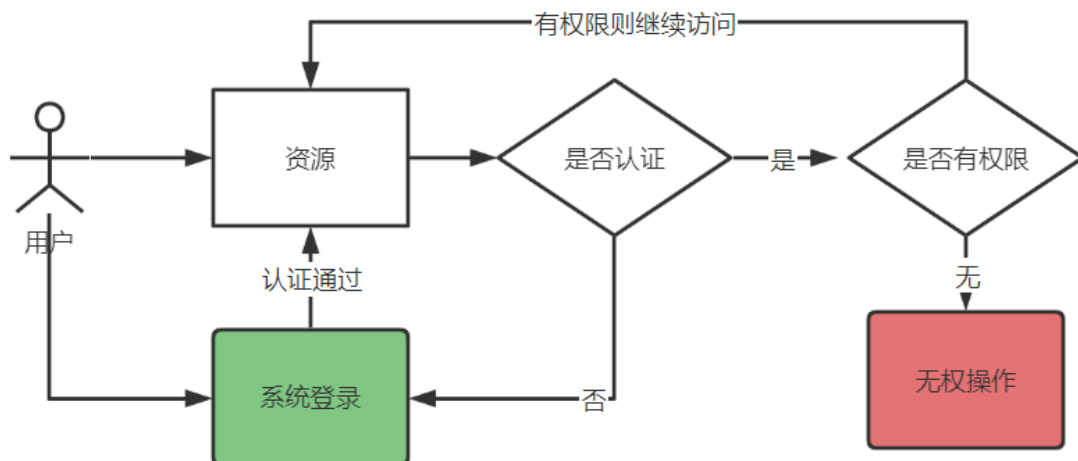 有权限则继续访问
资源
是否认证
是
是否有权限
用户
认证通过
无
系统登录
否
无权操作